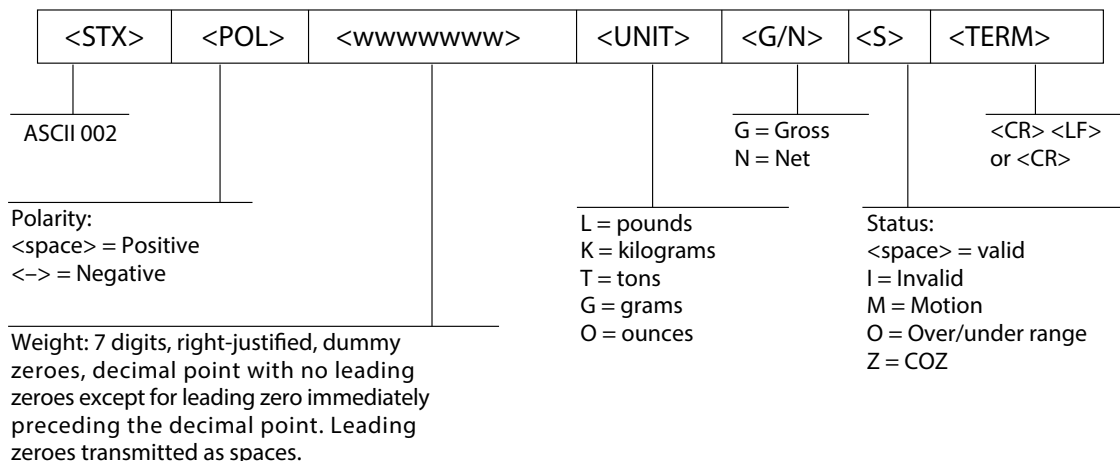 <STX> <POL> <wwwwwww> <UNIT> <G/N> <S> <TERM>
ASCII 002
G = Gross
N = Net
<CR> <LF>
or <CR>
Polarity:
<space> = Positive
<–> = Negative
L = pounds
K = kilograms
T = tons
G = grams
O = ounces
Status:
<space> = valid
I = Invalid
M = Motion
O = Over/under range
Z = COZ
Weight: 7 digits, right-justified, dummy
zeroes, decimal point with no leading
zeroes except for leading zero immediately
preceding the decimal point. Leading
zeroes transmitted as spaces.